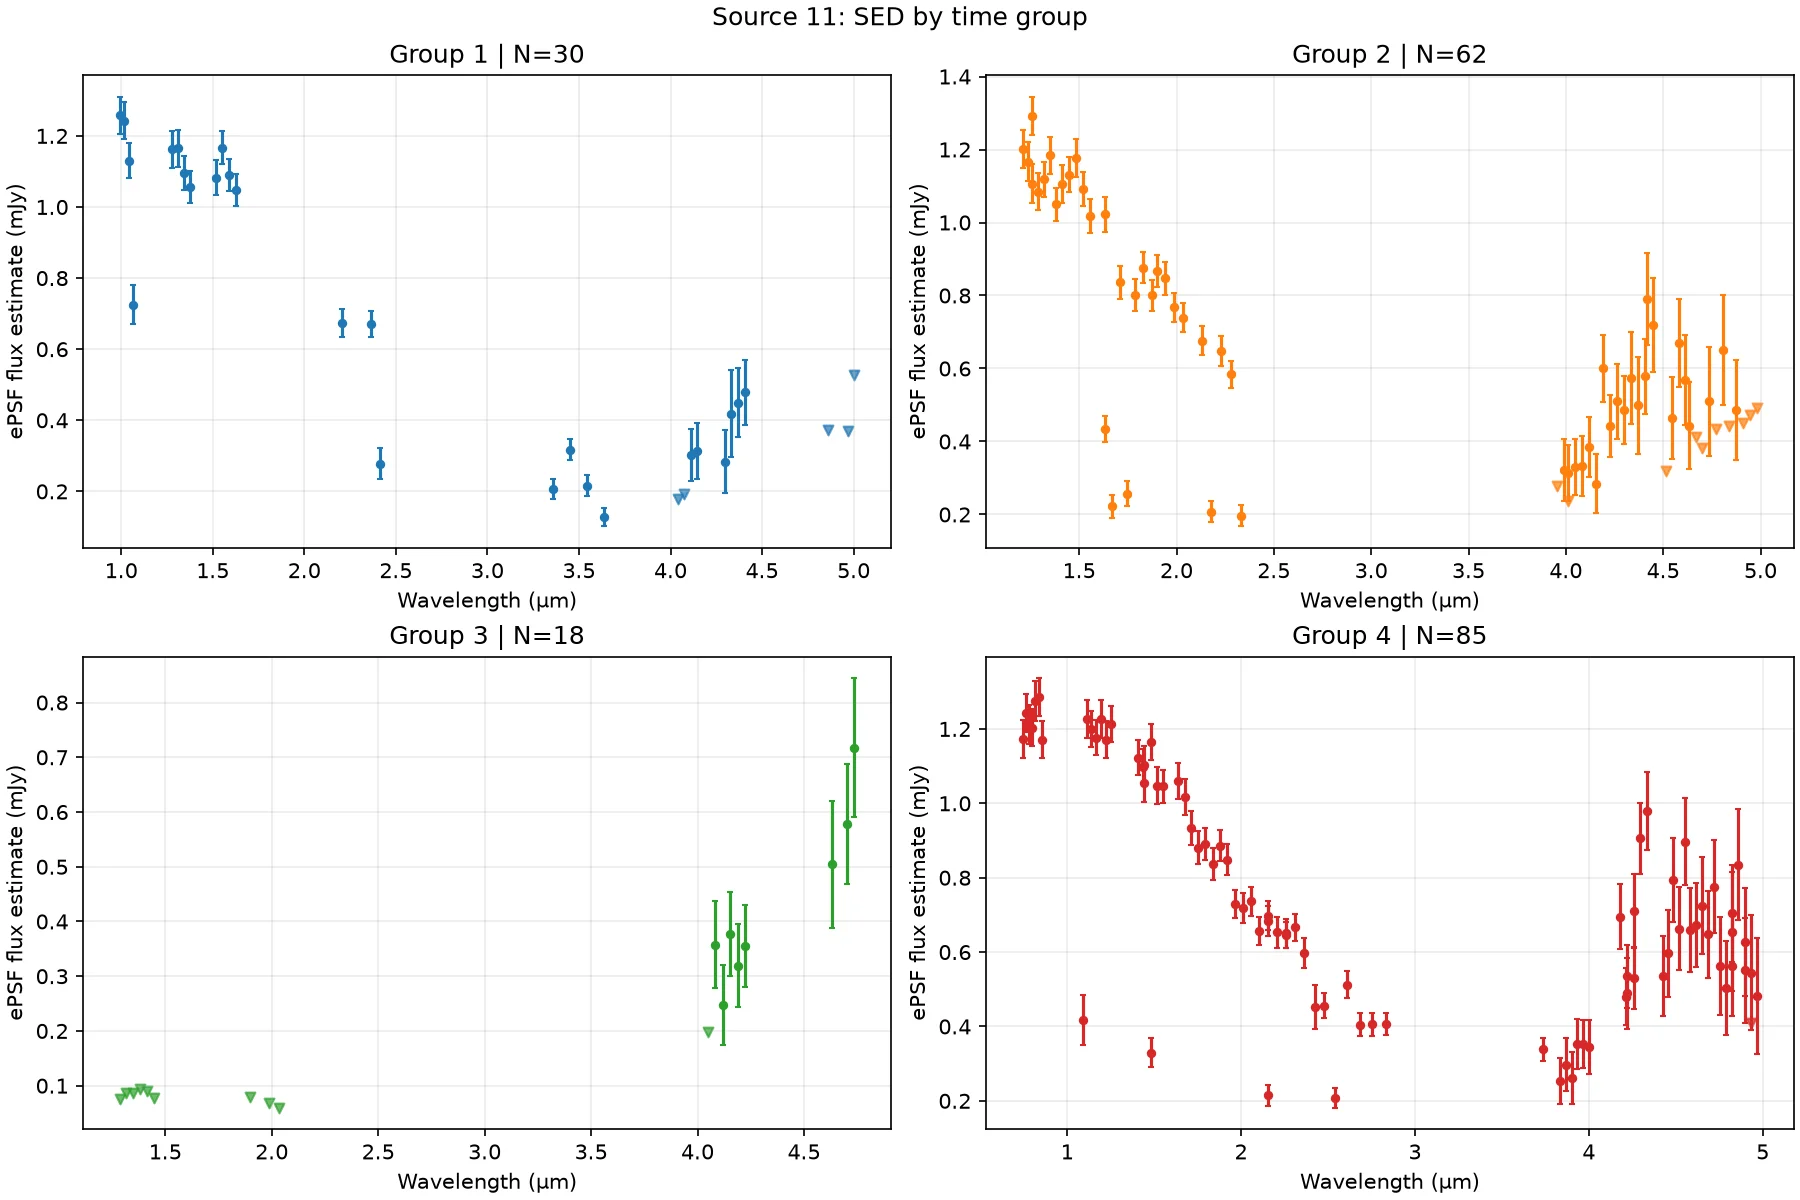 Source 11: SED by time group
Group 1 | N=30
ePSF flux estimate (mJy)
1.2
1.0
0.8
0.6
0.4
0.2
1.0 1.5 2.0 2.5 3.0 3.5 4.0 4.5 5.0
Wavelength (μm)
Group 2 | N=62
ePSF flux estimate (mJy)
1.4
1.2
1.0
0.8
0.6
0.4
0.2
1.5 2.0 2.5 3.0 3.5 4.0 4.5 5.0
Wavelength (μm)
Group 3 | N=18
ePSF flux estimate (mJy)
0.8
0.7
0.6
0.5
0.4
0.3
0.2
0.1
1.5 2.0 2.5 3.0 3.5 4.0 4.5
Wavelength (μm)
Group 4 | N=85
ePSF flux estimate (mJy)
1.2
1.0
0.8
0.6
0.4
0.2
1 2 3 4 5
Wavelength (μm)